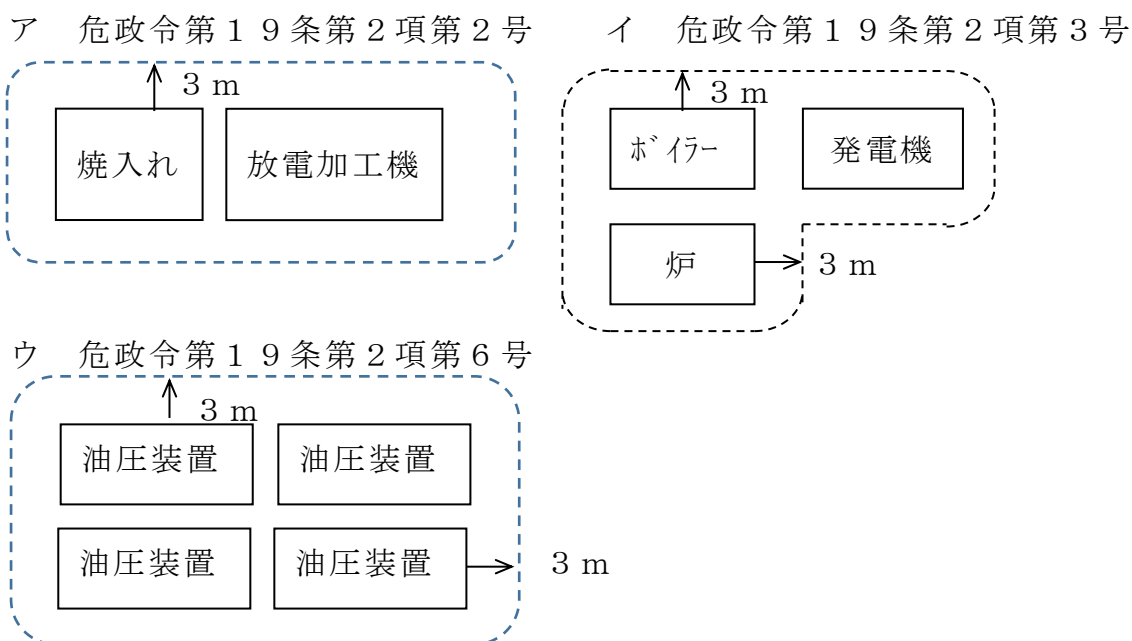 ア　危政令第１９条第２項第２号
３ｍ
焼入れ
放電加工機
イ　危政令第１９条第２項第３号
３ｍ
ﾎﾞｲﾗｰ
発電機
炉
３ｍ
ウ　危政令第１９条第２項第６号
３ｍ
油圧装置
油圧装置
油圧装置
油圧装置
３ｍ